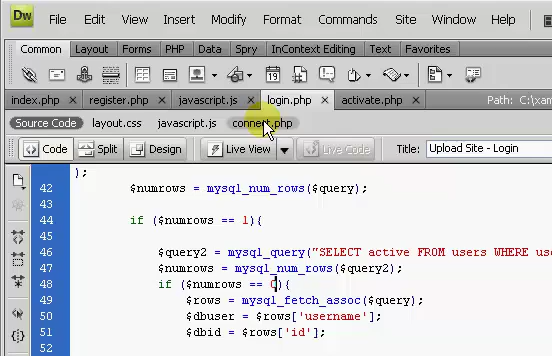 Dw File Edit View Insert Modify Format Commands Site Window H
Common Layout Forms PHP Data Spry InContext Editing Text Favorites
index.php × register.php × javascript.js × login.php × activate.php × Path: C:\xam
Source Code layout.css javascript.js connect.php
Code Split Design Live View Live Code Title: Upload Site - Login
);
42 $numrows = mysql_num_rows($query);
43
44 if ($numrows == 1){
45
46 $query2 = mysql_query("SELECT active FROM users WHERE use
47 $numrows = mysql_num_rows($query2);
48 if ($numrows == 0){
49 $rows = mysql_fetch_assoc($query);
50 $dbuser = $rows['username'];
51 $dbid = $rows['id'];
52